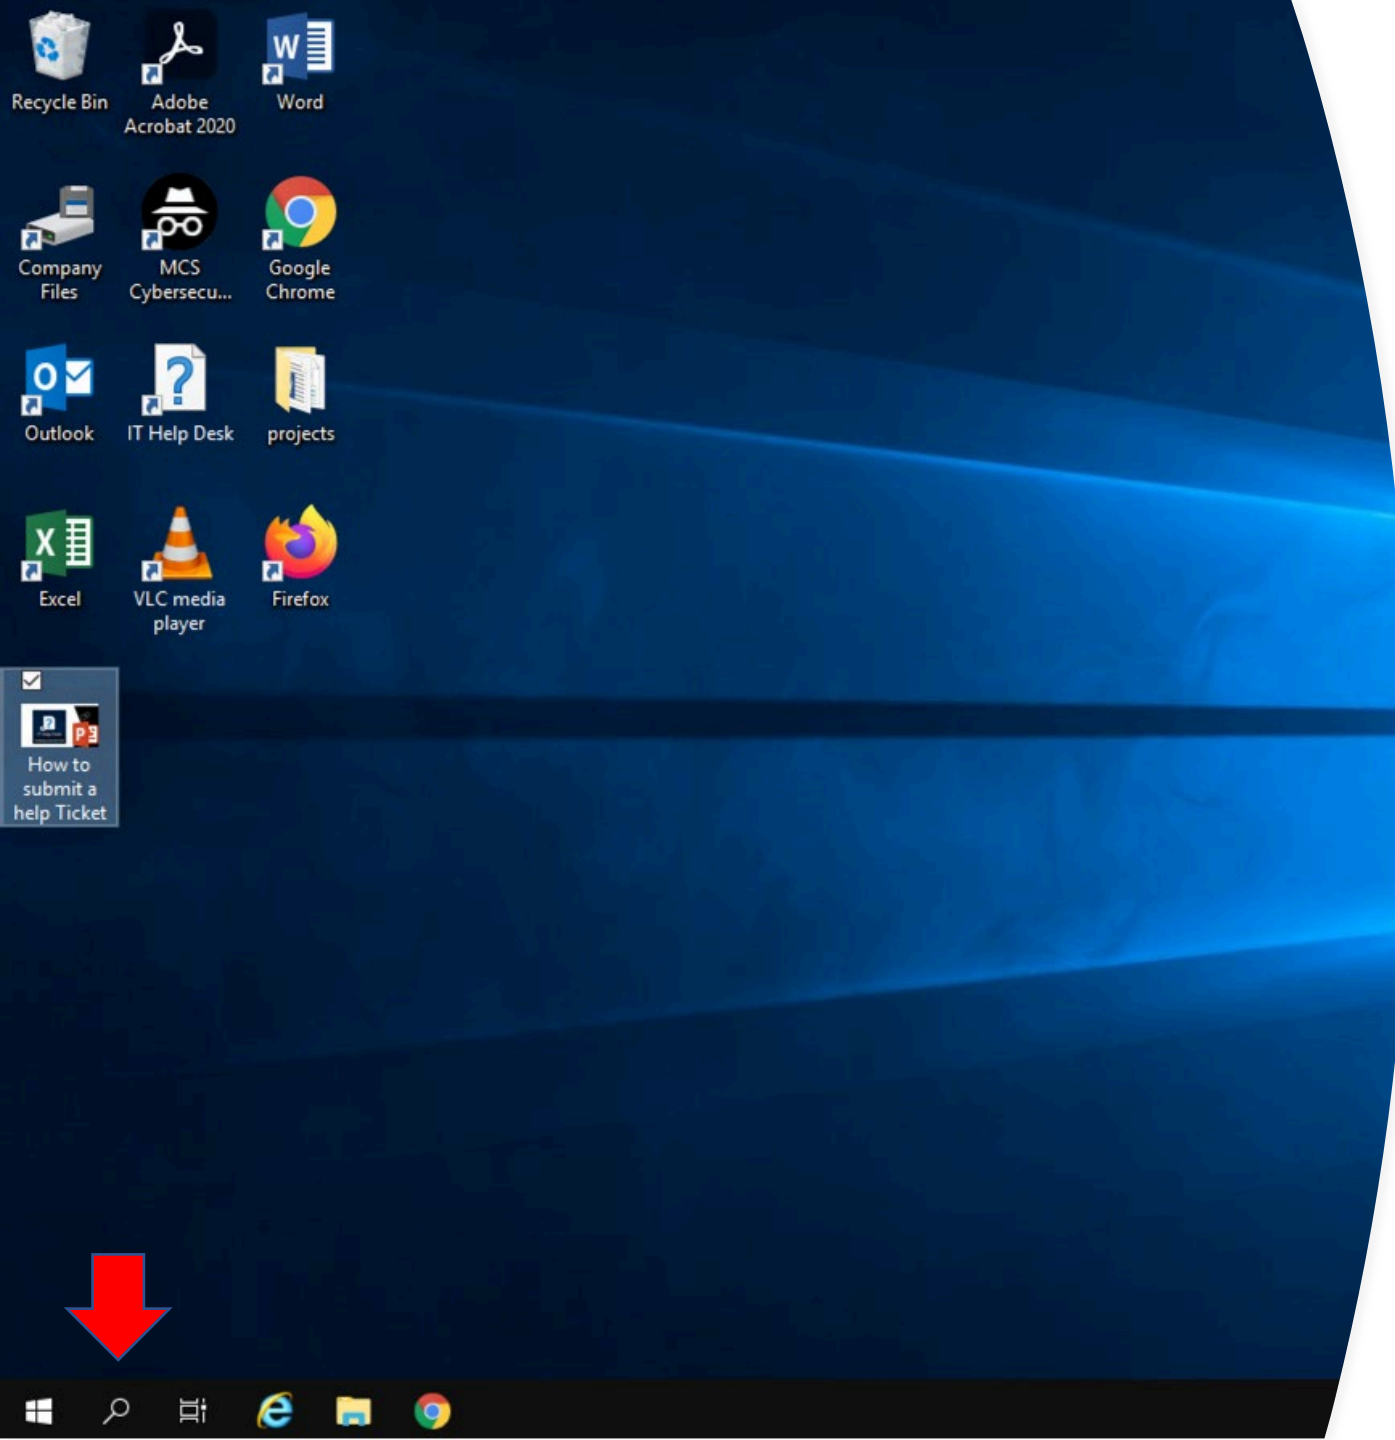 Recycle Bin
Adobe
Acrobat 2020
Word
Company
Files
MCS
Cybersecu...
Google
Chrome
Outlook
IT Help Desk
projects
Excel
VLC media
player
Firefox
How to
submit a
help Ticket